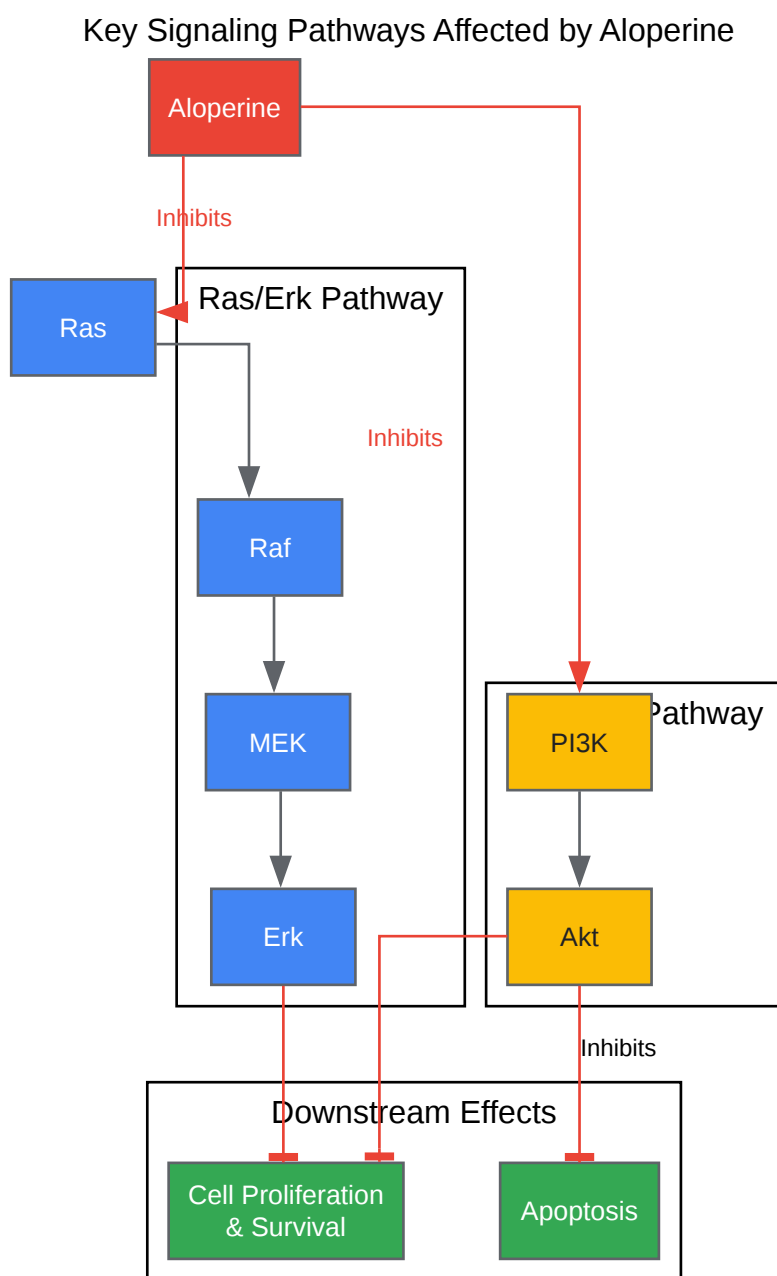 Key Signaling Pathways Affected by Aloperine
Aloperine
Inhibits
Ras/Erk Pathway
Ras
Inhibits
Raf
MEK
PI3K
Pathway
Erk
Akt
Inhibits
Downstream Effects
Cell Proliferation
& Survival
Apoptosis